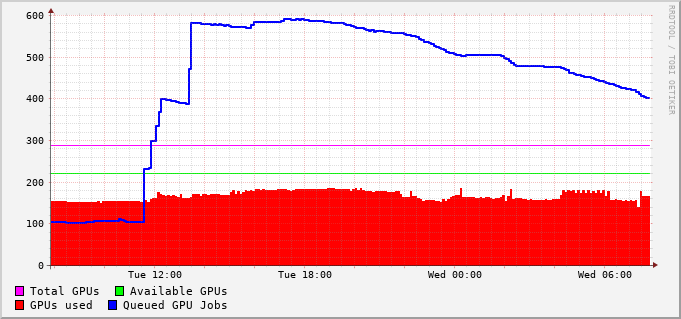 600
500
400
300
200
100
0
Tue 12:00 Tue 18:00 Wed 00:00 Wed 06:00
Total GPUs Available GPUs
GPUs used Queued GPU Jobs
RRDTOOL / TOBI OETIKER